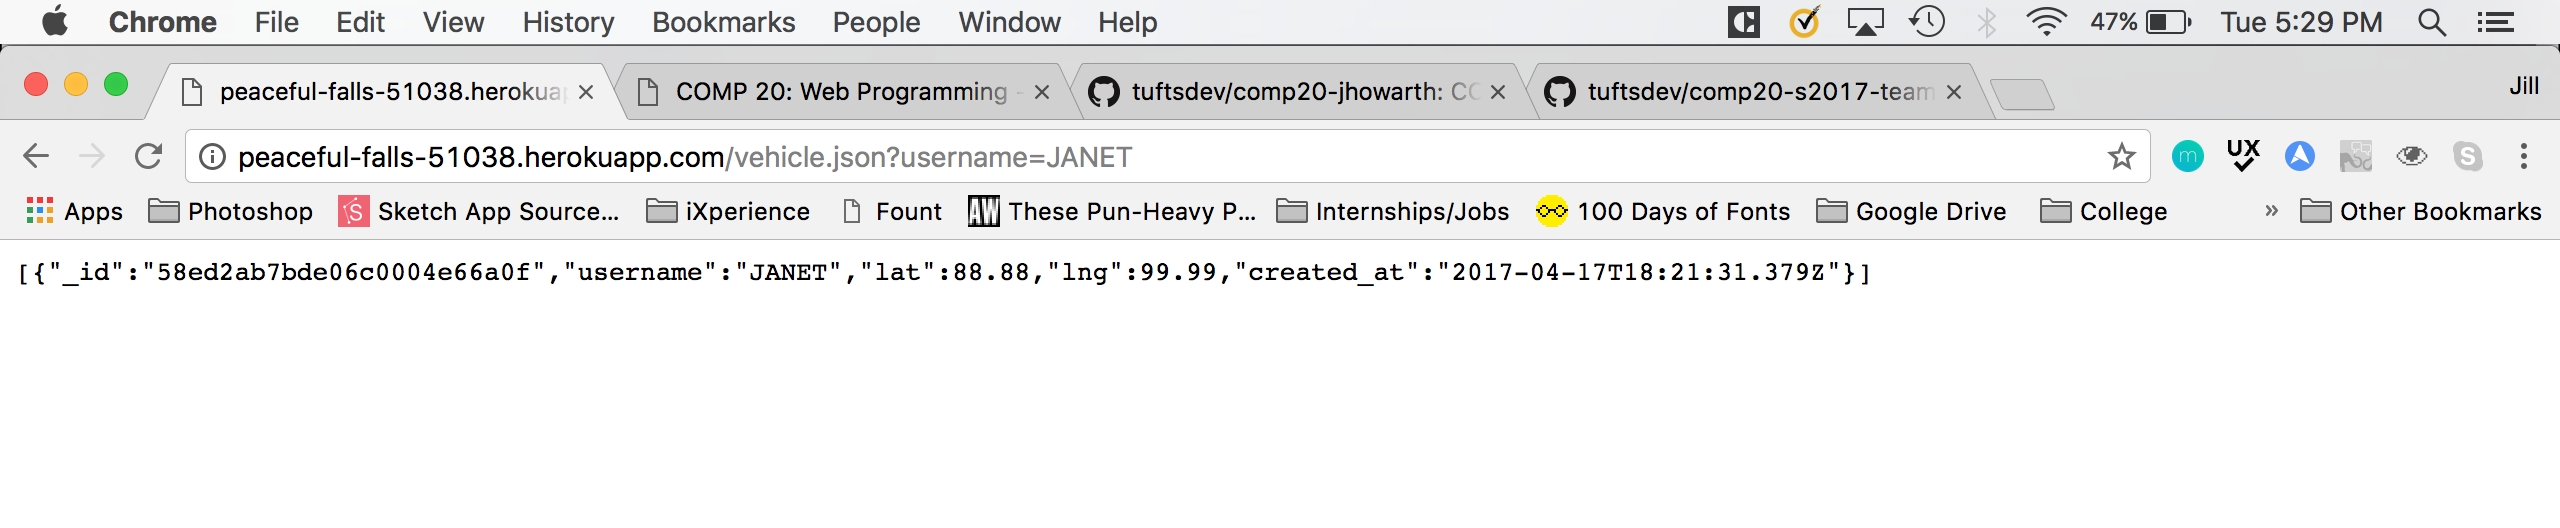 Chrome File Edit View History Bookmarks People Window Help 47% Tue 5:29 PM
peaceful-falls-51038.herokuap COMP 20: Web Programming - tuftsdev/comp20-jhowarth: CO tuftsdev/comp20-s2017-team Jill
peaceful-falls-51038.herokuapp.com/vehicle.json?username=JANET m UX S
Apps Photoshop Sketch App Source... iXperience Fount AW These Pun-Heavy P... Internships/Jobs 100 Days of Fonts Google Drive College » Other Bookmarks
[{"_id":"58ed2ab7bde06c0004e66a0f","username":"JANET","lat":88.88,"lng":99.99,"created_at":"2017-04-17T18:21:31.379Z"}]